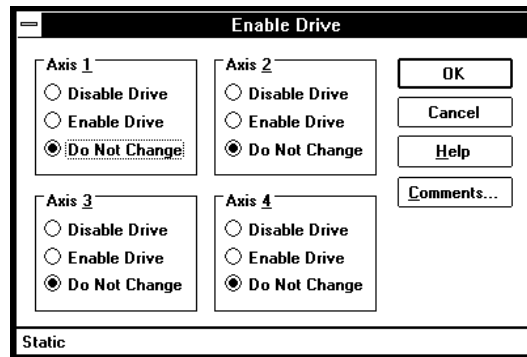 Enable Drive
Axis 1
Disable Drive
Enable Drive
Do Not Change
Axis 2
Disable Drive
Enable Drive
Do Not Change
Axis 3
Disable Drive
Enable Drive
Do Not Change
Axis 4
Disable Drive
Enable Drive
Do Not Change
OK
Cancel
Help
Comments...
Static